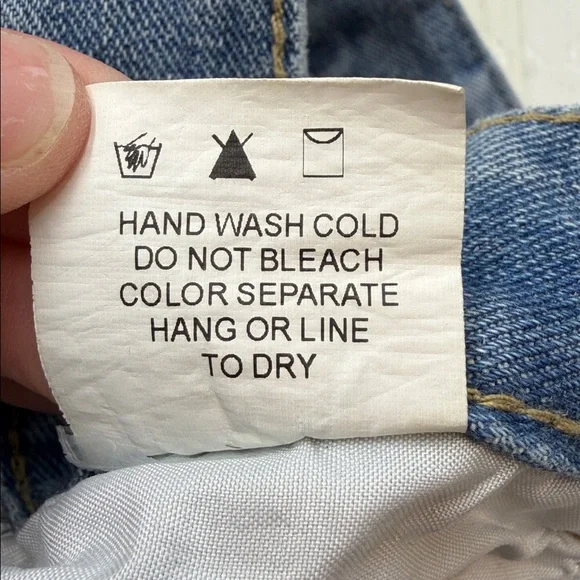 HAND WASH COLD
DO NOT BLEACH
COLOR SEPARATE
HANG OR LINE
TO DRY